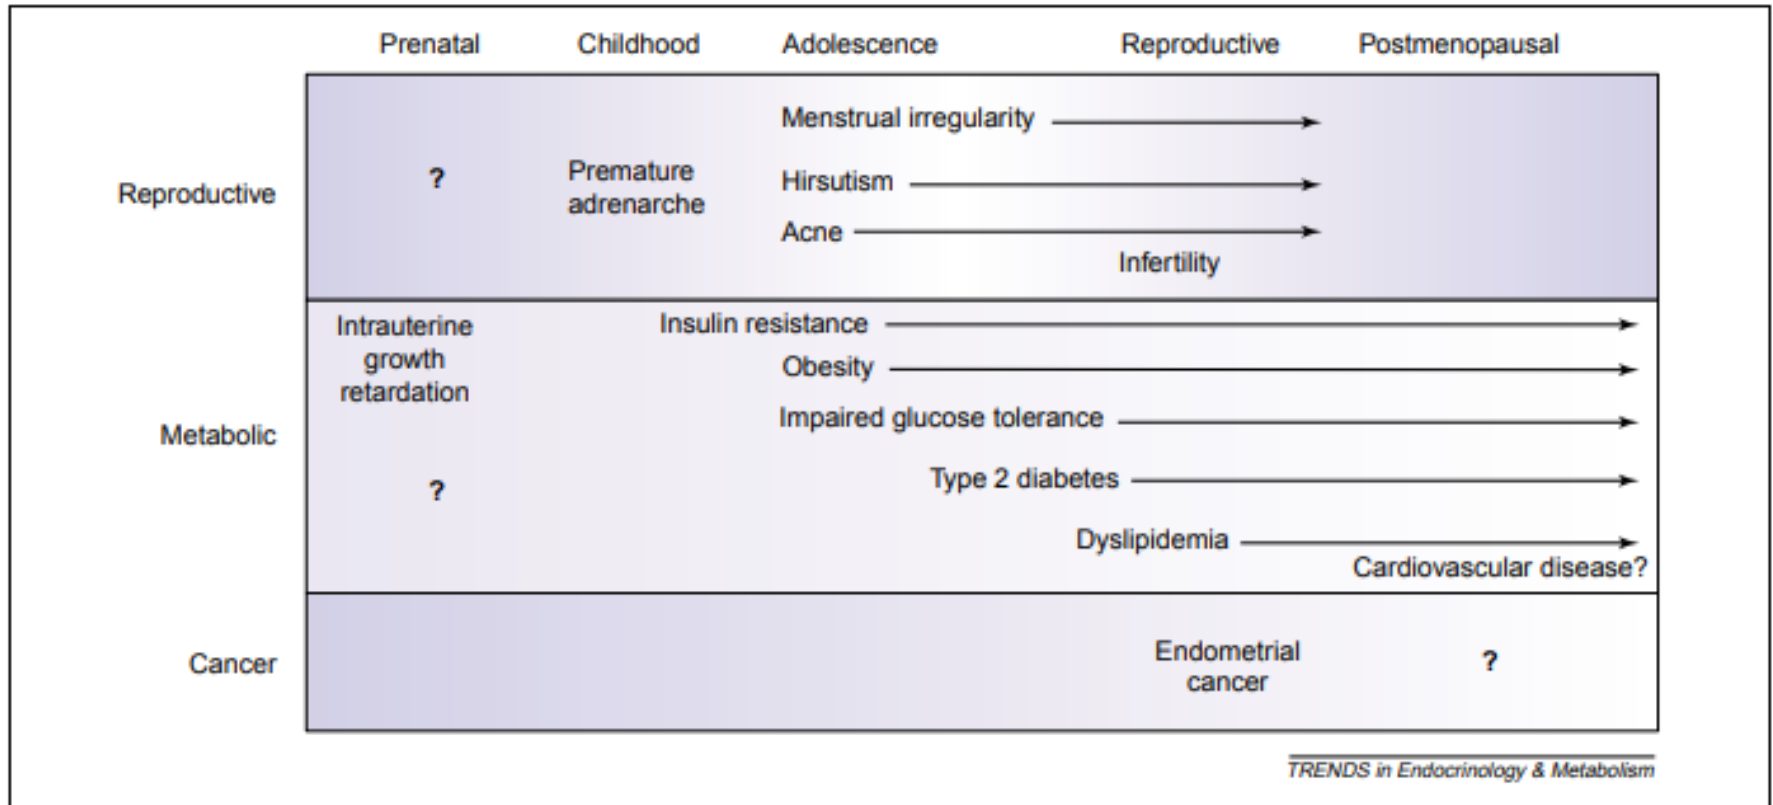 Prenatal Childhood Adolescence Reproductive Postmenopausal
Reproductive
?
Premature
adrenarche
Menstrual irregularity
Hirsutism
Acne
Infertility
Metabolic
Intrauterine
growth
retardation
?
Insulin resistance
Obesity
Impaired glucose tolerance
Type 2 diabetes
Dyslipidemia
Cardiovascular disease?
Cancer
Endometrial
cancer
?
TRENDS in Endocrinology & Metabolism